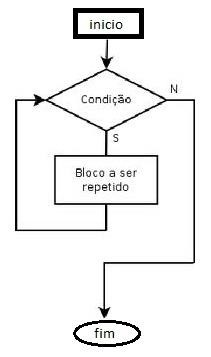 inicio
Condição
N
S
Bloco a ser
repetido
fim